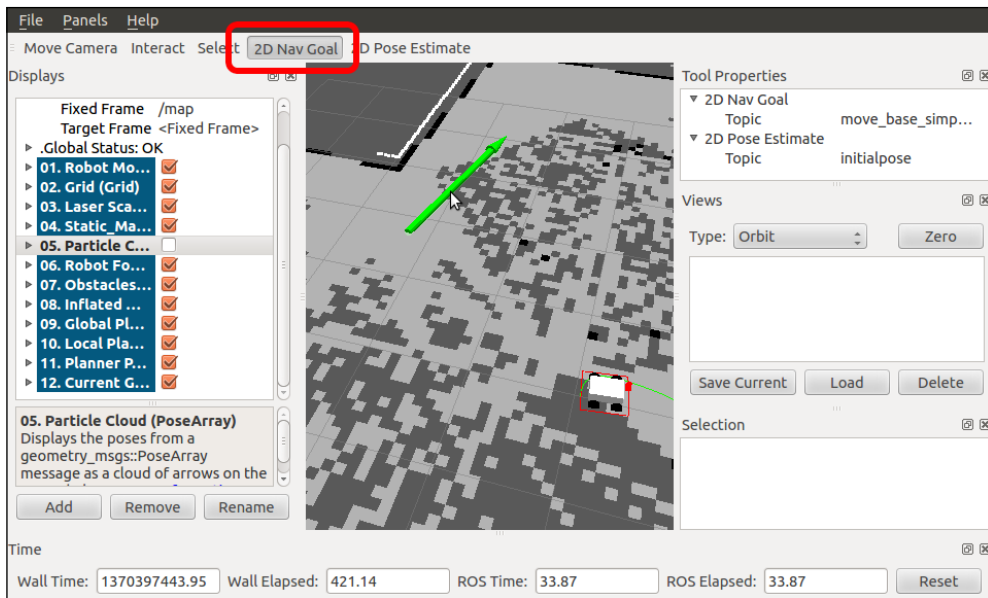 File Panels Help
Move Camera Interact Select 2D Nav Goal 2D Pose Estimate
Displays
Fixed Frame /map
Target Frame <Fixed Frame>
.Global Status: OK
01. Robot Mo...
02. Grid (Grid)
03. Laser Sca...
04. Static_Ma...
05. Particle C...
06. Robot Fo...
07. Obstacles...
08. Inflated ...
09. Global Pl...
10. Local Pla...
11. Planner P...
12. Current G...
05. Particle Cloud (PoseArray)
Displays the poses from a
geometry_msgs::PoseArray
message as a cloud of arrows on the
Add Remove Rename
Tool Properties
2D Nav Goal
Topic move_base_simp...
2D Pose Estimate
Topic initialpose
Views
Type: Orbit Zero
Save Current Load Delete
Selection
Time
Wall Time: 1370397443.95 Wall Elapsed: 421.14 ROS Time: 33.87 ROS Elapsed: 33.87 Reset